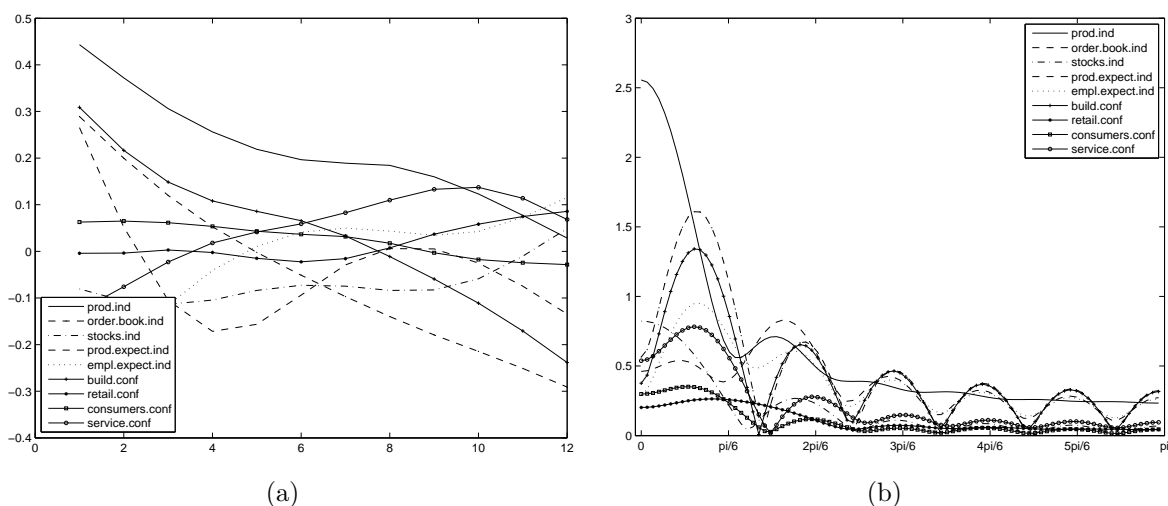 0.5
0.4
0.3
0.2
0.1
0
−0.1
−0.2
−0.3
−0.4
0 2 4 6 8 10 12
prod.ind
order.book.ind
stocks.ind
prod.expect.ind
empl.expect.ind
build.conf
retail.conf
consumers.conf
service.conf
(a)
3
2.5
2
1.5
1
0.5
0
0 pi/6 2pi/6 3pi/6 4pi/6 5pi/6 pi
prod.ind
order.book.ind
stocks.ind
prod.expect.ind
empl.expect.ind
build.conf
retail.conf
consumers.conf
service.conf
(b)